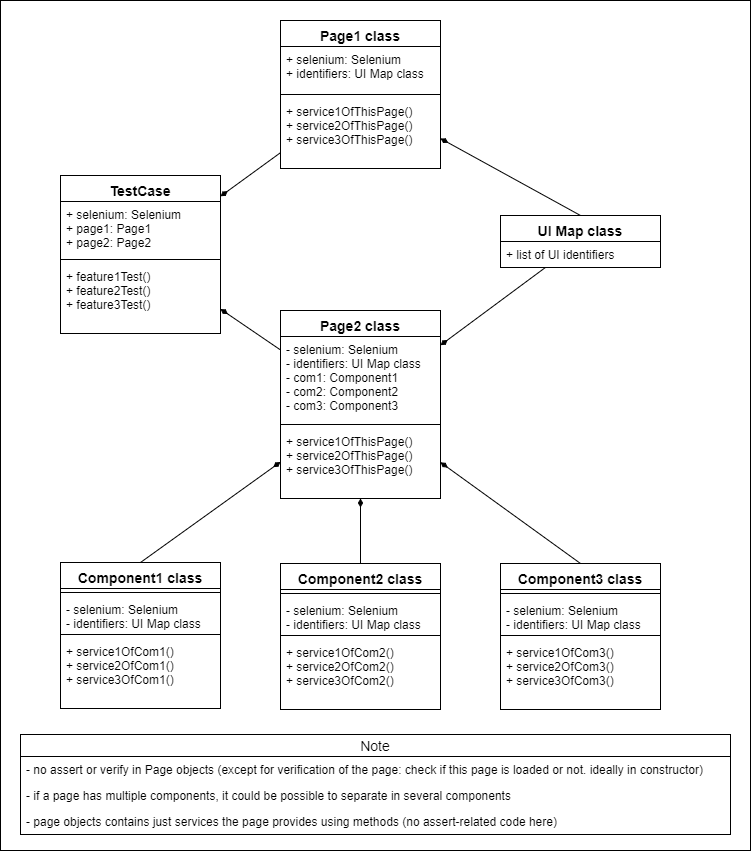 Page1 class
+ selenium: Selenium
+ identifiers: UI Map class
+ service1OfThisPage()
+ service2OfThisPage()
+ service3OfThisPage()
TestCase
+ selenium: Selenium
+ page1: Page1
+ page2: Page2
+ feature1Test()
+ feature2Test()
+ feature3Test()
UI Map class
+ list of UI identifiers
Page2 class
- selenium: Selenium
- identifiers: UI Map class
- com1: Component1
- com2: Component2
- com3: Component3
+ service1OfThisPage()
+ service2OfThisPage()
+ service3OfThisPage()
Component1 class
- selenium: Selenium
- identifiers: UI Map class
+ service1OfCom1()
+ service2OfCom1()
+ service3OfCom1()
Component2 class
- selenium: Selenium
- identifiers: UI Map class
+ service1OfCom2()
+ service2OfCom2()
+ service3OfCom2()
Component3 class
- selenium: Selenium
- identifiers: UI Map class
+ service1OfCom3()
+ service2OfCom3()
+ service3OfCom3()
Note
- no assert or verify in Page objects (except for verification of the page: check if this page is loaded or not. ideally in constructor)
- if a page has multiple components, it could be possible to separate in several components
- page objects contains just services the page provides using methods (no assert-related code here)